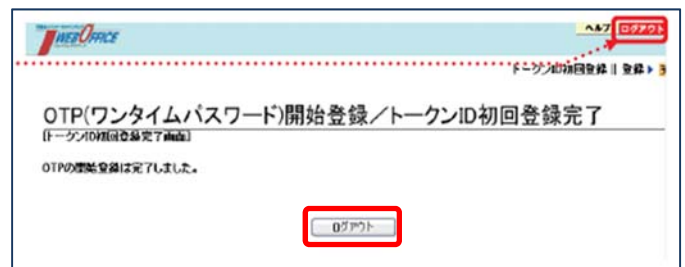 WEB OFFICE
ヘルプ ログアウト
トークンID初回登録 || 登録 ▶
OTP(ワンタイムパスワード)開始登録／トークンID初回登録完了
[トークンID初回登録完了画面]
OTPの開始登録は完了しました。
ログアウト